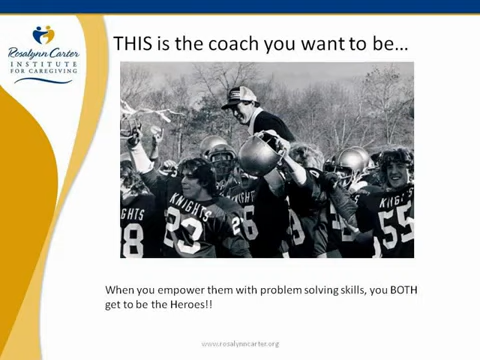 Rosalynn Carter
INSTITUTE
FOR CAREGIVING
THIS is the coach you want to be…
KNIGHTS
23
KNIGHTS
55
When you empower them with problem solving skills, you BOTH
get to be the Heroes!!
www.rosalynncarter.org